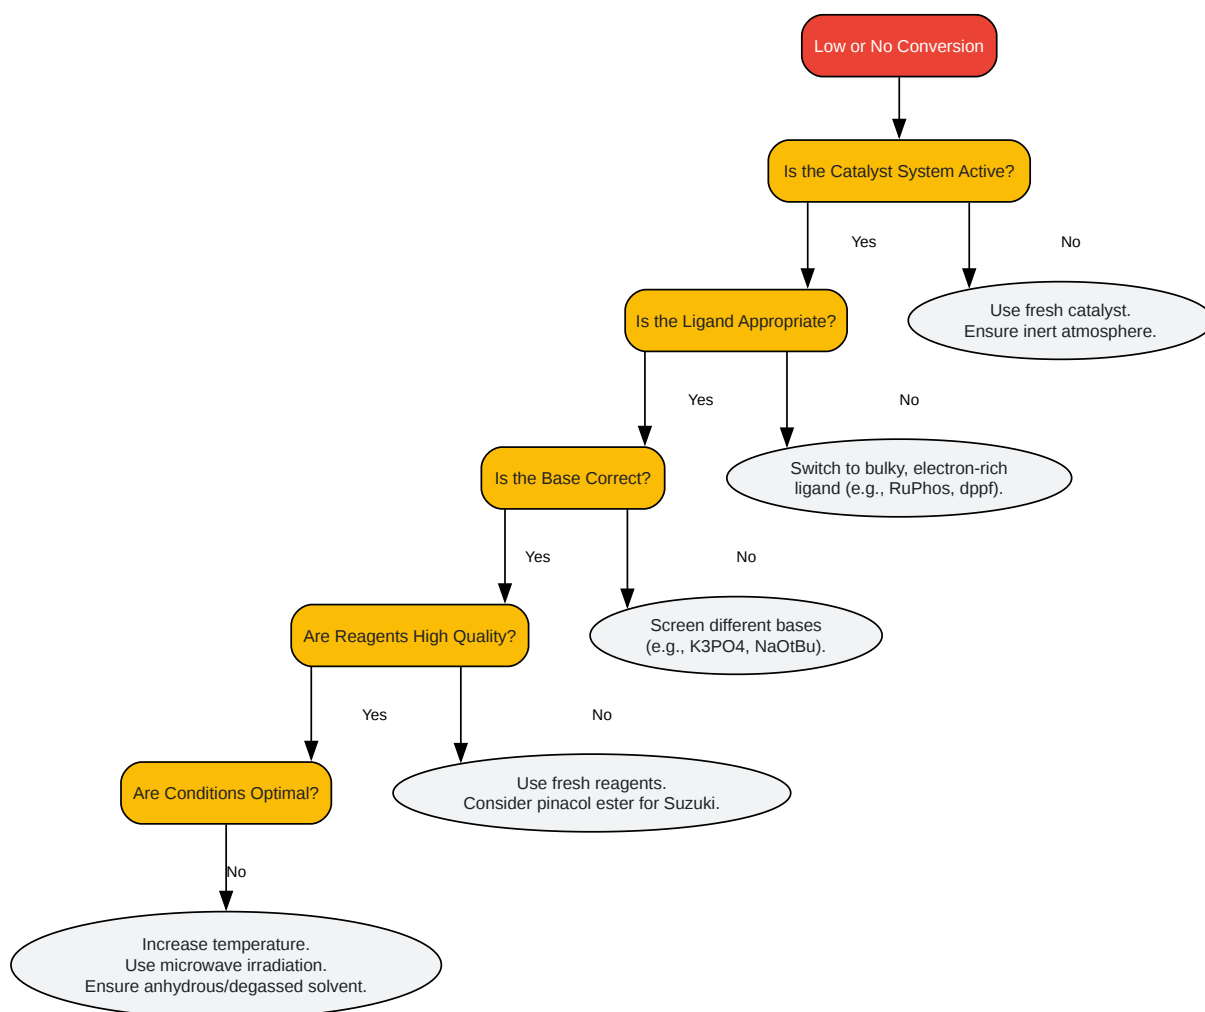 Low or No Conversion
Is the Catalyst System Active?
Yes
No
Is the Ligand Appropriate?
Use fresh catalyst.
Ensure inert atmosphere.
Yes
No
Is the Base Correct?
Switch to bulky, electron-rich
ligand (e.g., RuPhos, dppf).
Yes
No
Are Reagents High Quality?
Screen different bases
(e.g., K3PO4, NaOtBu).
Yes
No
Are Conditions Optimal?
Use fresh reagents.
Consider pinacol ester for Suzuki.
No
Increase temperature.
Use microwave irradiation.
Ensure anhydrous/degassed solvent.